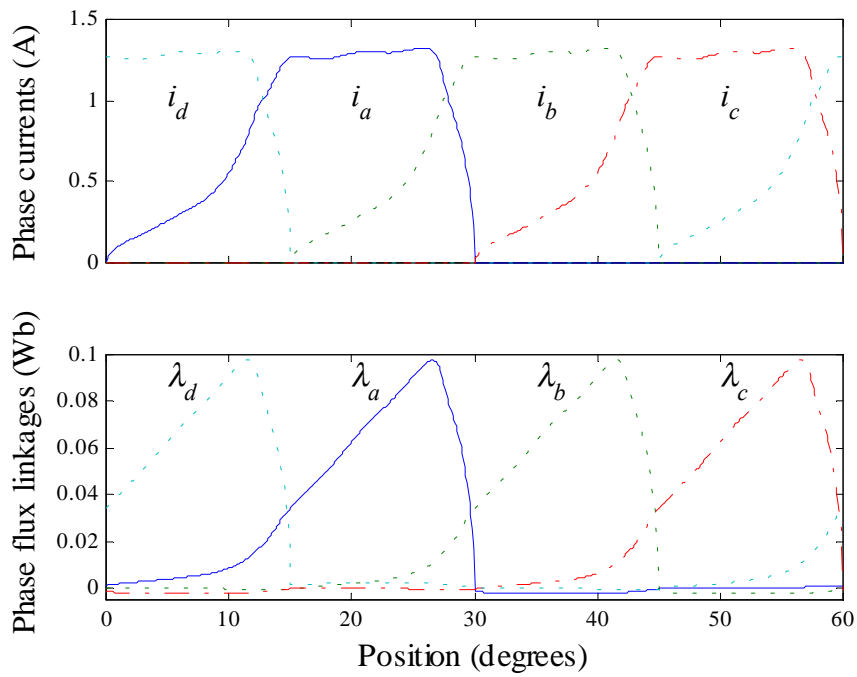 Phase currents (A)
1.5
1
0.5
0
i_d
i_a
i_b
i_c
Phase flux linkages (Wb)
0.1
0.08
0.06
0.04
0.02
0
λ_d
λ_a
λ_b
λ_c
0 10 20 30 40 50 60
Position (degrees)